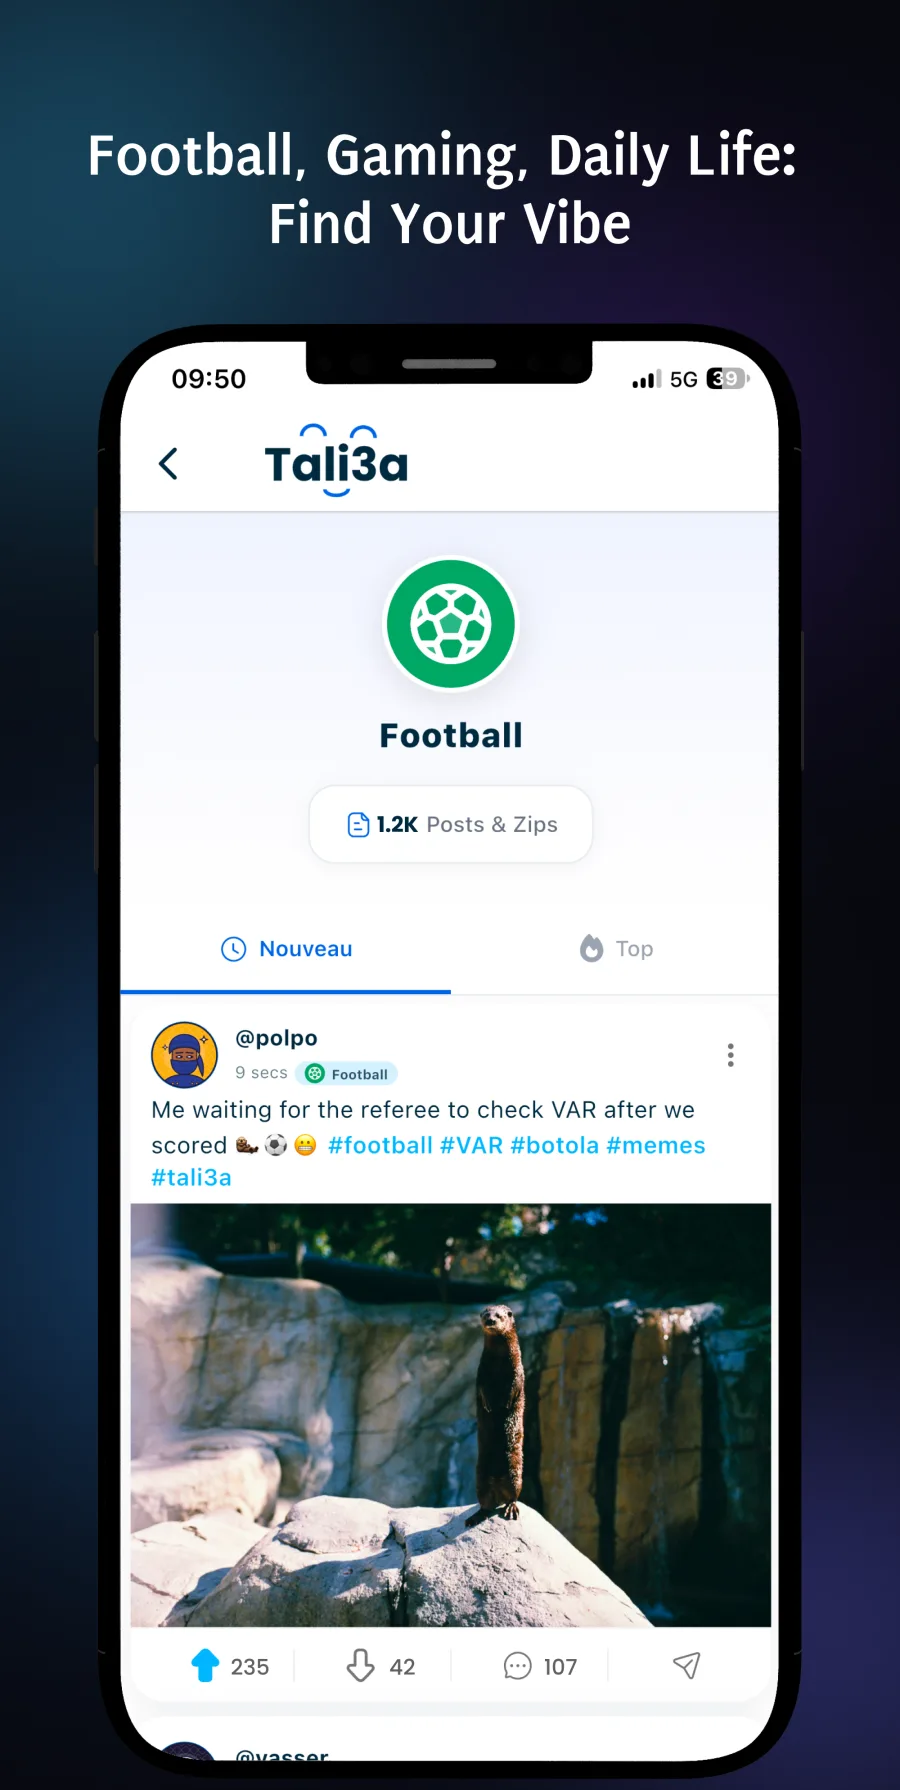 Football, Gaming, Daily Life:
Find Your Vibe
09:50
5G 39
Tali3a
Football
1.2K Posts & Zips
Nouveau
Top
@polpo
9 secs Football
Me waiting for the referee to check VAR after we
scored 👞⚽😬 #football #VAR #botola #memes
#tali3a
235
42
107
@yasser